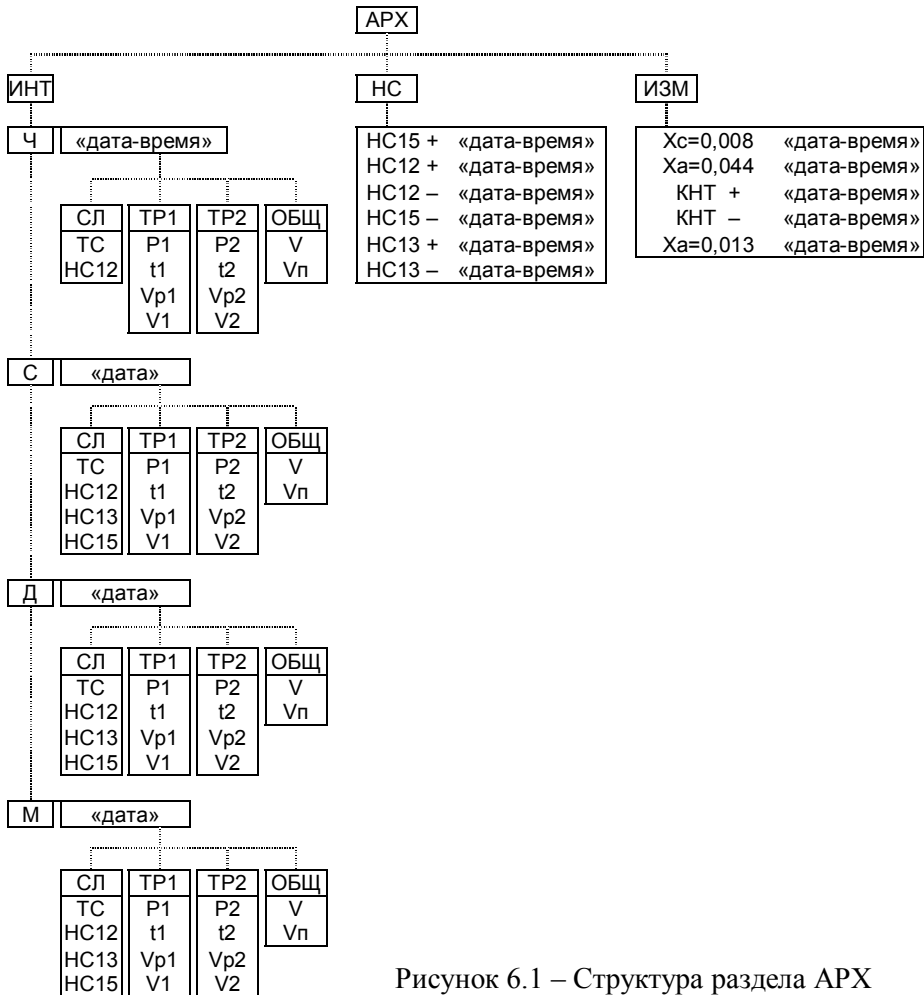 АРХ
ИНТ НС ИЗМ
Ч «дата-время»
СЛ ТР1 ТР2 ОБЩ
ТС Р1 Р2 V
НС12 t1 t2 Vп
Vр1 Vр2
V1 V2
НС15 + «дата-время»
НС12 + «дата-время»
НС12 – «дата-время»
НС15 – «дата-время»
НС13 + «дата-время»
НС13 – «дата-время»
Хс=0,008 «дата-время»
Ха=0,044 «дата-время»
КНТ + «дата-время»
КНТ – «дата-время»
Ха=0,013 «дата-время»
С «дата»
СЛ ТР1 ТР2 ОБЩ
ТС Р1 Р2 V
НС12 t1 t2 Vп
НС13 Vр1 Vр2
НС15 V1 V2
Д «дата»
СЛ ТР1 ТР2 ОБЩ
ТС Р1 Р2 V
НС12 t1 t2 Vп
НС13 Vр1 Vр2
НС15 V1 V2
М «дата»
СЛ ТР1 ТР2 ОБЩ
ТС Р1 Р2 V
НС12 t1 t2 Vп
НС13 Vр1 Vр2
НС15 V1 V2
Рисунок 6.1 – Структура раздела АРХ